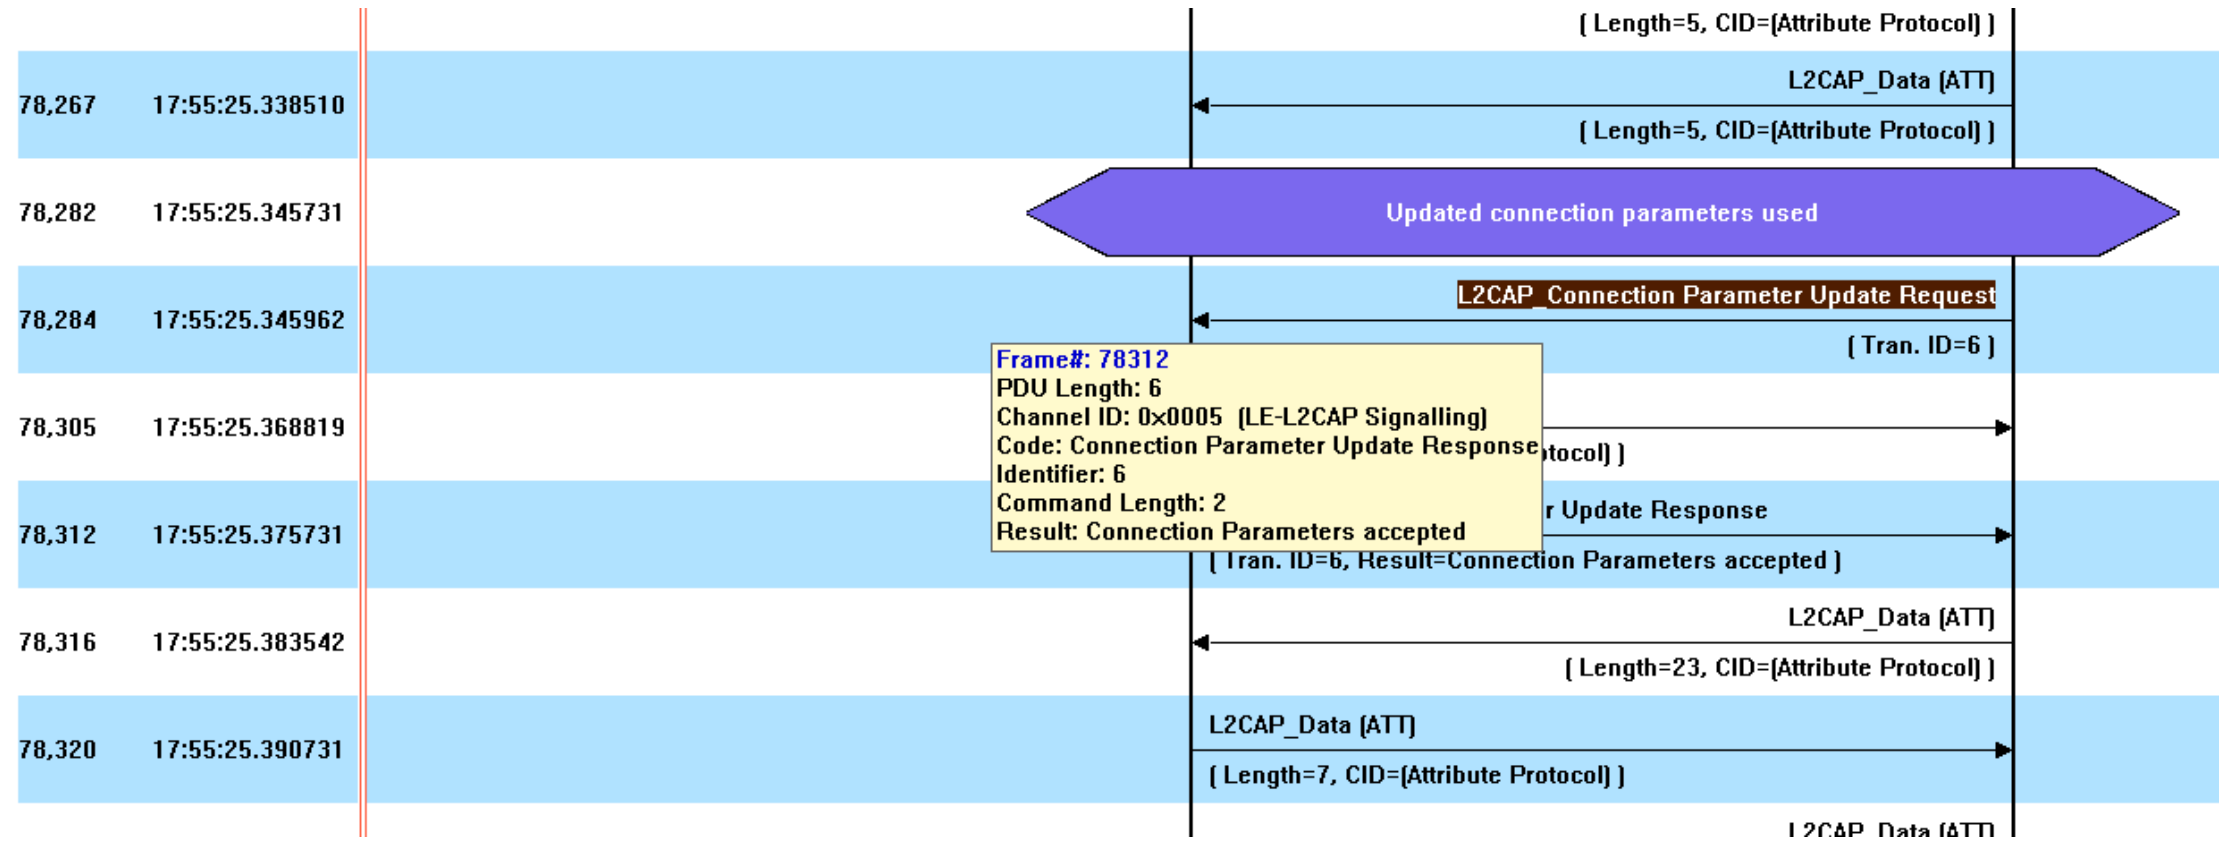 ( Length=5, CID=(Attribute Protocol) )
L2CAP_Data (ATT)
78,267 17:55:25.338510
( Length=5, CID=(Attribute Protocol) )
78,282 17:55:25.345731 Updated connection parameters used
L2CAP_Connection Parameter Update Request
78,284 17:55:25.345962
( Tran. ID=6 )
Frame#: 78312
PDU Length: 6
Channel ID: 0x0005 (LE-L2CAP Signalling)
Code: Connection Parameter Update Response
Identifier: 6
Command Length: 2
Result: Connection Parameters accepted
78,305 17:55:25.368819
otocol) )
r Update Response
78,312 17:55:25.375731
( Tran. ID=6, Result=Connection Parameters accepted )
L2CAP_Data (ATT)
78,316 17:55:25.383542
( Length=23, CID=(Attribute Protocol) )
L2CAP_Data (ATT)
78,320 17:55:25.390731
( Length=7, CID=(Attribute Protocol) )
L2CAP_Data (ATT)